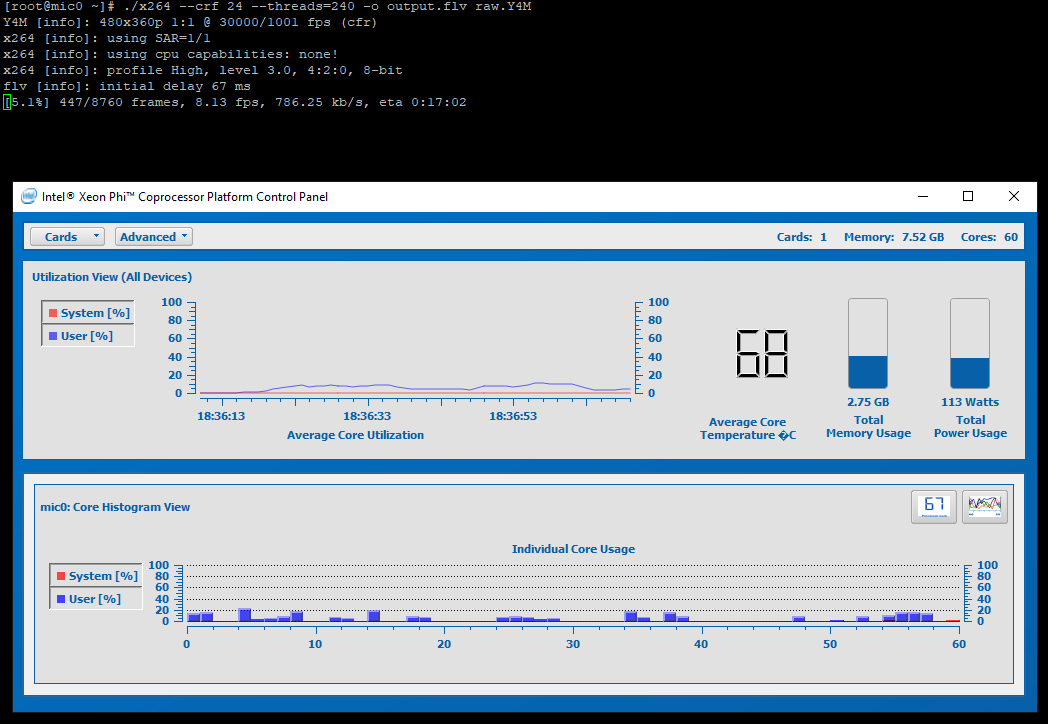 [root@mic0 ~]# ./x264 --crf 24 --threads=240 -o output.flv raw.Y4M
Y4M [info]: 480x360p 1:1 @ 30000/1001 fps (cfr)
x264 [info]: using SAR=1/1
x264 [info]: using cpu capabilities: none!
x264 [info]: profile High, level 3.0, 4:2:0, 8-bit
flv [info]: initial delay 67 ms
[5.1%] 447/8760 frames, 8.13 fps, 786.25 kb/s, eta 0:17:02
Intel® Xeon Phi™ Coprocessor Platform Control Panel
Cards Advanced Cards: 1 Memory: 7.52 GB Cores: 60
Utilization View (All Devices)
System [%]
User [%]
100 100
80 80
60 60
40 40
20 20
0 0
18:36:13 18:36:33 18:36:53
Average Core Utilization
68
Average Core
Temperature �C
2.75 GB
Total
Memory Usage
113 Watts
Total
Power Usage
mic0: Core Histogram View
67
Individual Core Usage
System [%]
User [%]
100 100
80 80
60 60
40 40
20 20
0 0
0 10 20 30 40 50 60